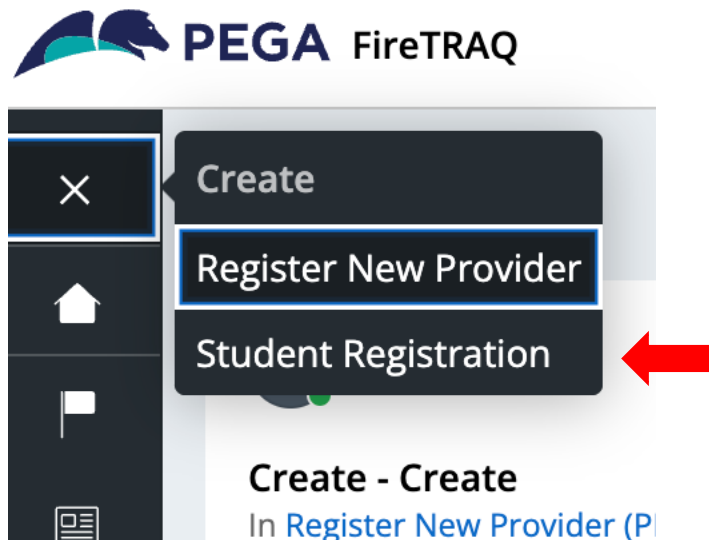 PEGA FireTRAQ
Create
Register New Provider
Student Registration
Create - Create
In Register New Provider (P